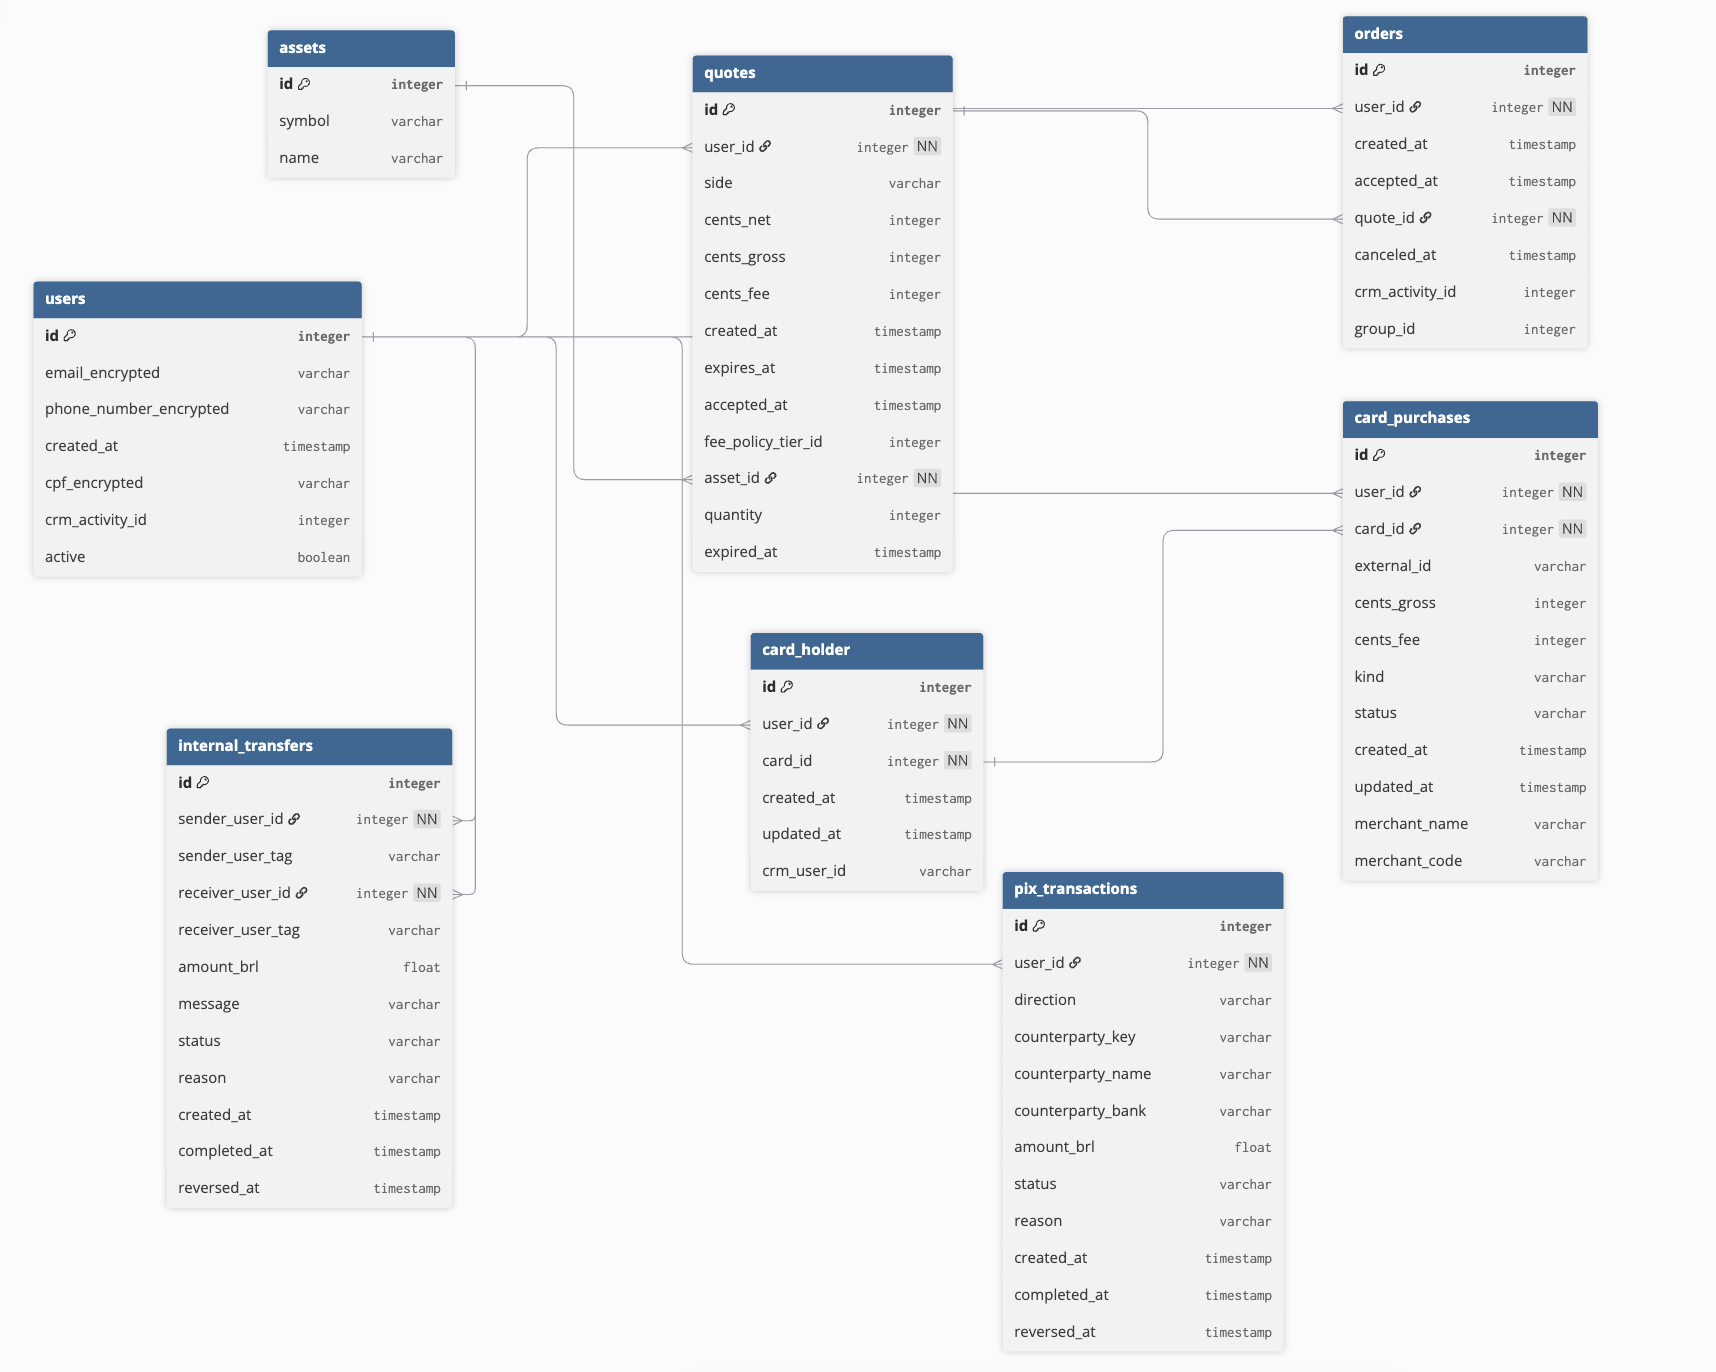 assets
id integer
symbol varchar
name varchar
users
id integer
email_encrypted varchar
phone_number_encrypted varchar
created_at timestamp
cpf_encrypted varchar
crm_activity_id integer
active boolean
internal_transfers
id integer
sender_user_id integer NN
sender_user_tag varchar
receiver_user_id integer NN
receiver_user_tag varchar
amount_brl float
message varchar
status varchar
reason varchar
created_at timestamp
completed_at timestamp
reversed_at timestamp
quotes
id integer
user_id integer NN
side varchar
cents_net integer
cents_gross integer
cents_fee integer
created_at timestamp
expires_at timestamp
accepted_at timestamp
fee_policy_tier_id integer
asset_id integer NN
quantity integer
expired_at timestamp
card_holder
id integer
user_id integer NN
card_id integer NN
created_at timestamp
updated_at timestamp
crm_user_id varchar
pix_transactions
id integer
user_id integer NN
direction varchar
counterparty_key varchar
counterparty_name varchar
counterparty_bank varchar
amount_brl float
status varchar
reason varchar
created_at timestamp
completed_at timestamp
reversed_at timestamp
orders
id integer
user_id integer NN
created_at timestamp
accepted_at timestamp
quote_id integer NN
canceled_at timestamp
crm_activity_id integer
group_id integer
card_purchases
id integer
user_id integer NN
card_id integer NN
external_id varchar
cents_gross integer
cents_fee integer
kind varchar
status varchar
created_at timestamp
updated_at timestamp
merchant_name varchar
merchant_code varchar